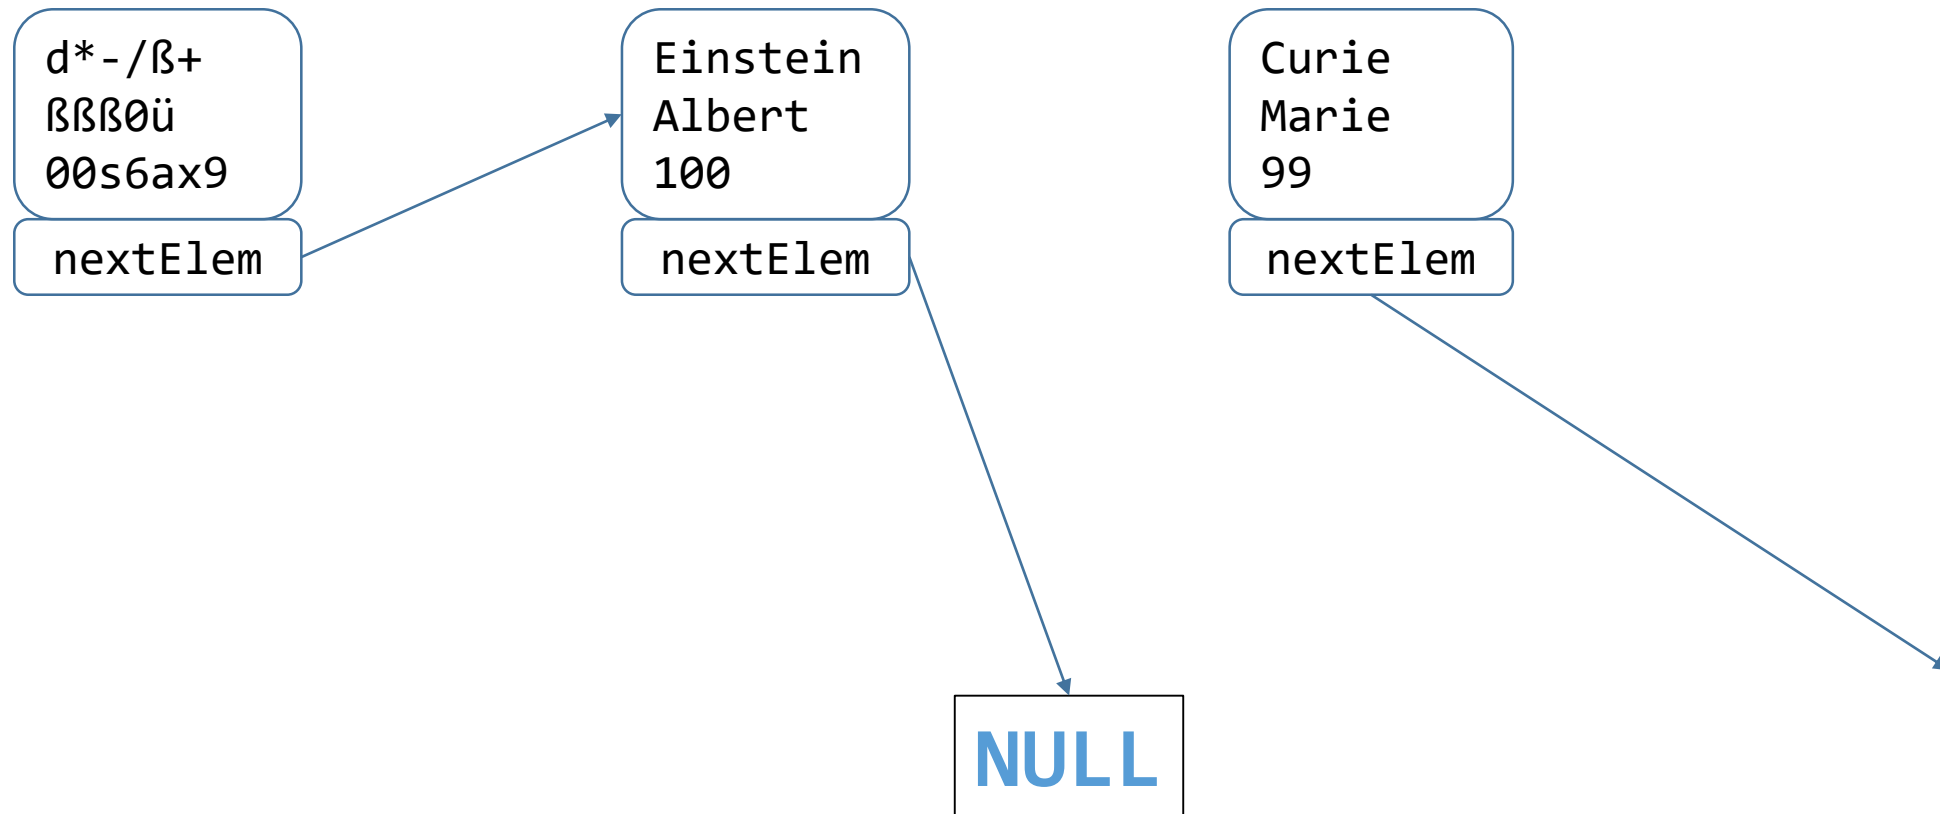 d*-/ß+
ßßß0ü
00s6ax9
nextElem
Einstein
Albert
100
nextElem
Curie
Marie
99
nextElem
NULL